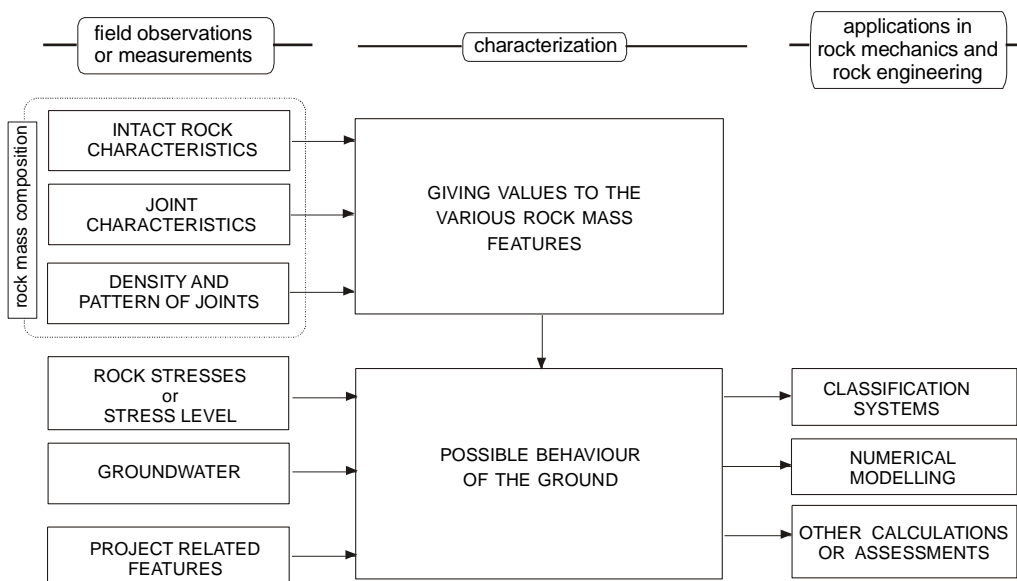 field observations
or measurements
characterization
applications in
rock mechanics and
rock engineering
rock mass composition
INTACT ROCK
CHARACTERISTICS
JOINT
CHARACTERISTICS
DENSITY AND
PATTERN OF JOINTS
GIVING VALUES TO THE
VARIOUS ROCK MASS
FEATURES
ROCK STRESSES
or
STRESS LEVEL
GROUNDWATER
PROJECT RELATED
FEATURES
POSSIBLE BEHAVIOUR
OF THE GROUND
CLASSIFICATION
SYSTEMS
NUMERICAL
MODELLING
OTHER CALCULATIONS
OR ASSESSMENTS